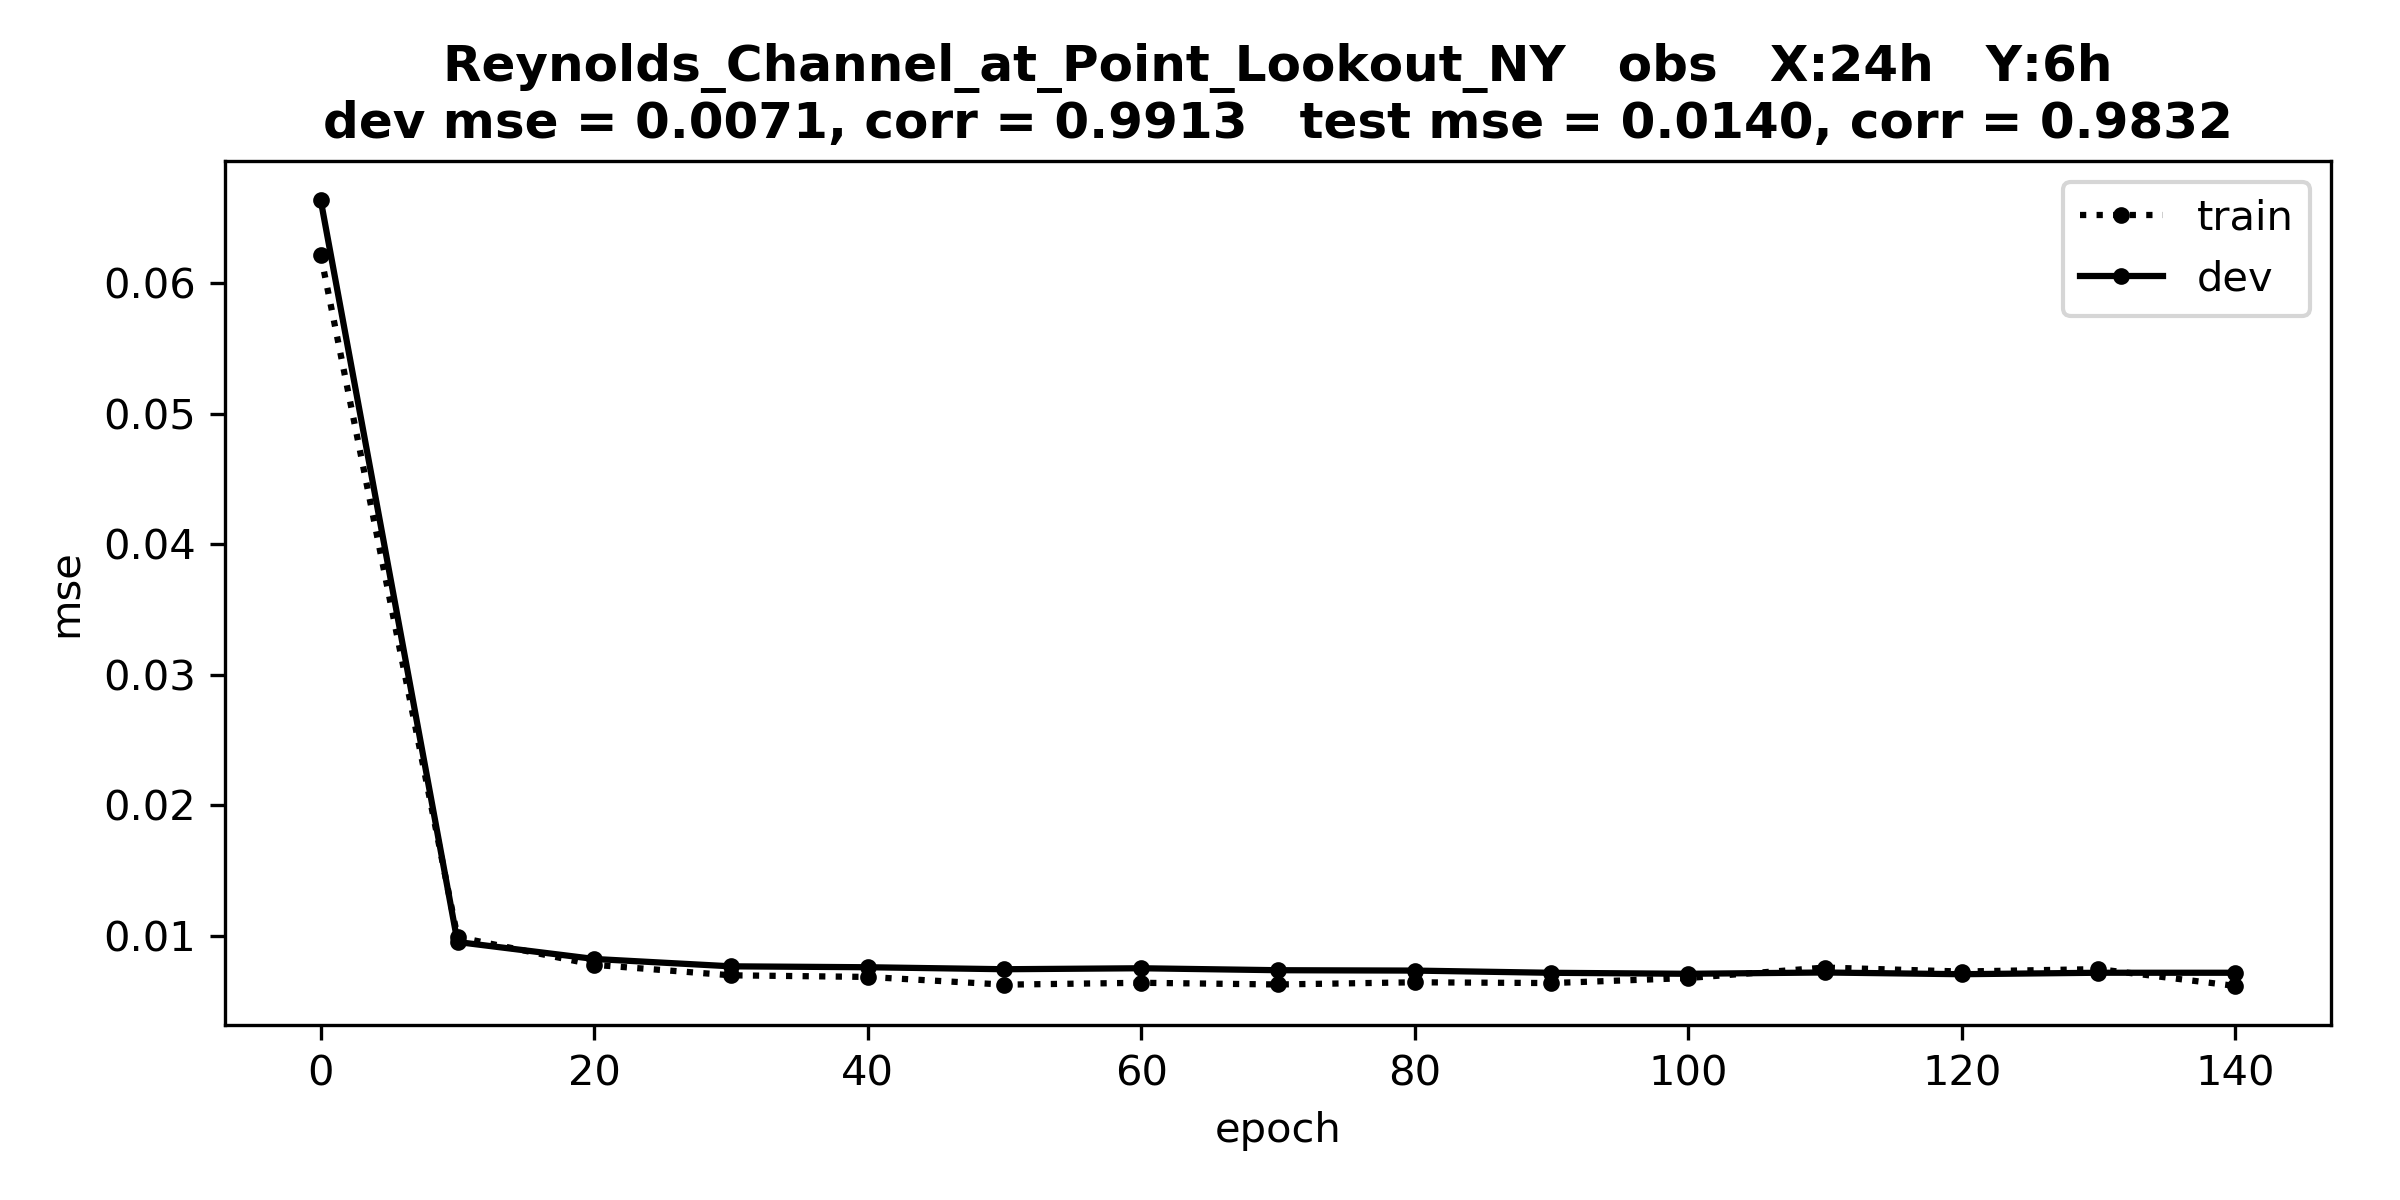 Reynolds_Channel_at_Point_Lookout_NY   obs   X:24h   Y:6h
dev mse = 0.0071, corr = 0.9913   test mse = 0.0140, corr = 0.9832
train
dev
0.06
0.05
0.04
0.03
0.02
0.01
mse
0 20 40 60 80 100 120 140
epoch